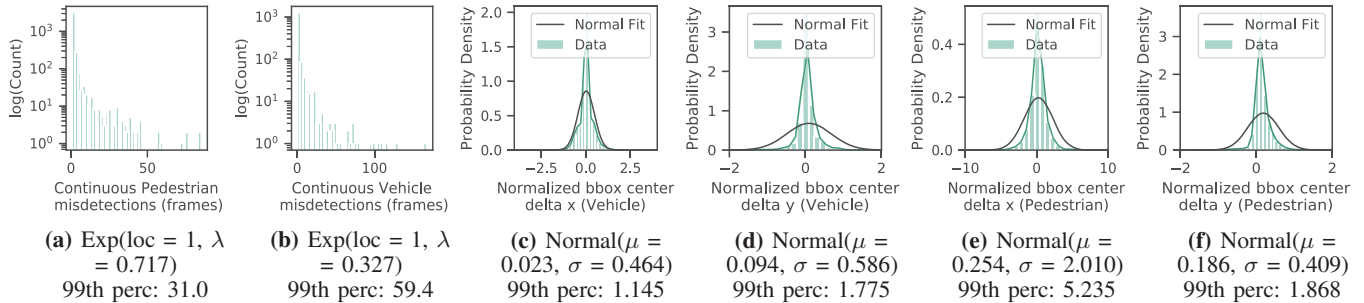 10³
10²
10¹
10⁰
log(Count)
0
50
Continuous Pedestrian
misdetections (frames)
(a) Exp(loc = 1, λ
= 0.717)
99th perc: 31.0
10³
10²
10¹
10⁰
log(Count)
0
100
Continuous Vehicle
misdetections (frames)
(b) Exp(loc = 1, λ
= 0.327)
99th perc: 59.4
2.0
1.5
1.0
0.5
0.0
Probability Density
Normal Fit
Data
−2.5
0.0
2.5
Normalized bbox center
delta x (Vehicle)
(c) Normal(μ =
0.023, σ = 0.464)
99th perc: 1.145
3
2
1
0
Probability Density
Normal Fit
Data
−2
0
2
Normalized bbox center
delta y (Vehicle)
(d) Normal(μ =
0.094, σ = 0.586)
99th perc: 1.775
0.4
0.2
0.0
Probability Density
Normal Fit
Data
−10
0
10
Normalized bbox center
delta x (Pedestrian)
(e) Normal(μ =
0.254, σ = 2.010)
99th perc: 5.235
4
2
0
Probability Density
Normal Fit
Data
−2
0
2
Normalized bbox center
delta y (Pedestrian)
(f) Normal(μ =
0.186, σ = 0.409)
99th perc: 1.868